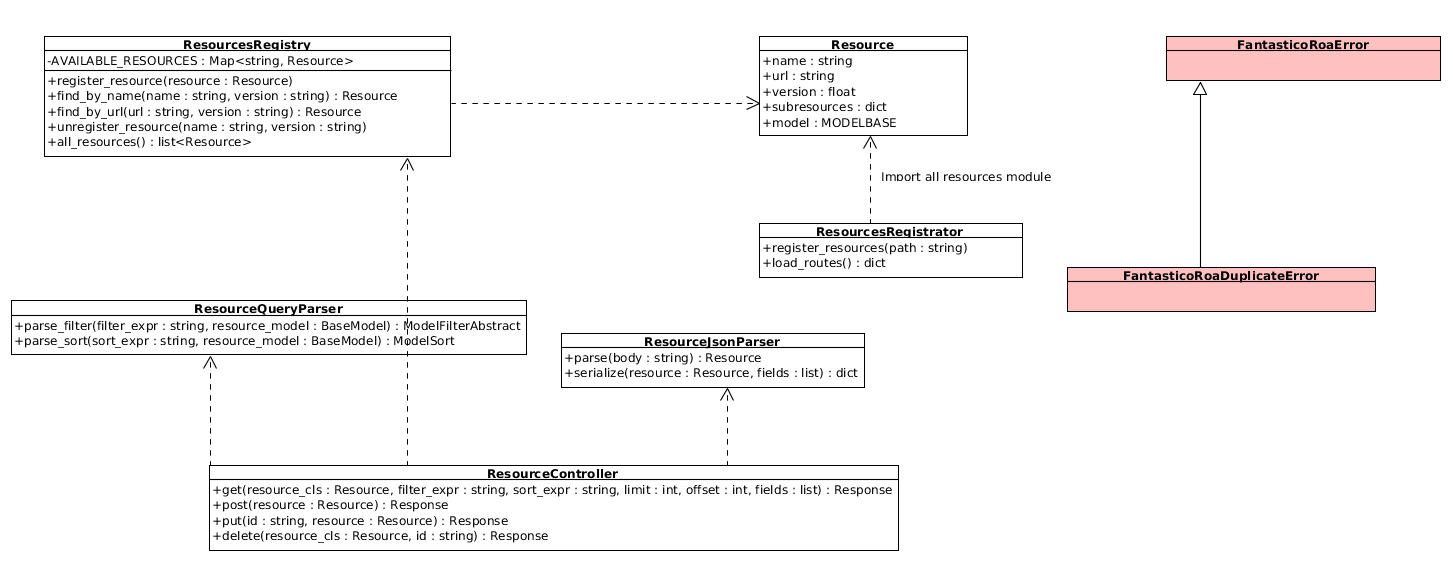 ResourcesRegistry
-AVAILABLE_RESOURCES : Map<string, Resource>
+register_resource(resource : Resource)
+find_by_name(name : string, version : string) : Resource
+find_by_url(url : string, version : string) : Resource
+unregister_resource(name : string, version : string)
+all_resources() : list<Resource>
Resource
+name : string
+url : string
+version : float
+subresources : dict
+model : MODELBASE
FantasticoRoaError
Import all resources module
ResourcesRegistrator
+register_resources(path : string)
+load_routes() : dict
FantasticoRoaDuplicateError
ResourceQueryParser
+parse_filter(filter_expr : string, resource_model : BaseModel) : ModelFilterAbstract
+parse_sort(sort_expr : string, resource_model : BaseModel) : ModelSort
ResourceJsonParser
+parse(body : string) : Resource
+serialize(resource : Resource, fields : list) : dict
ResourceController
+get(resource_cls : Resource, filter_expr : string, sort_expr : string, limit : int, offset : int, fields : list) : Response
+post(resource : Resource) : Response
+put(id : string, resource : Resource) : Response
+delete(resource_cls : Resource, id : string) : Response